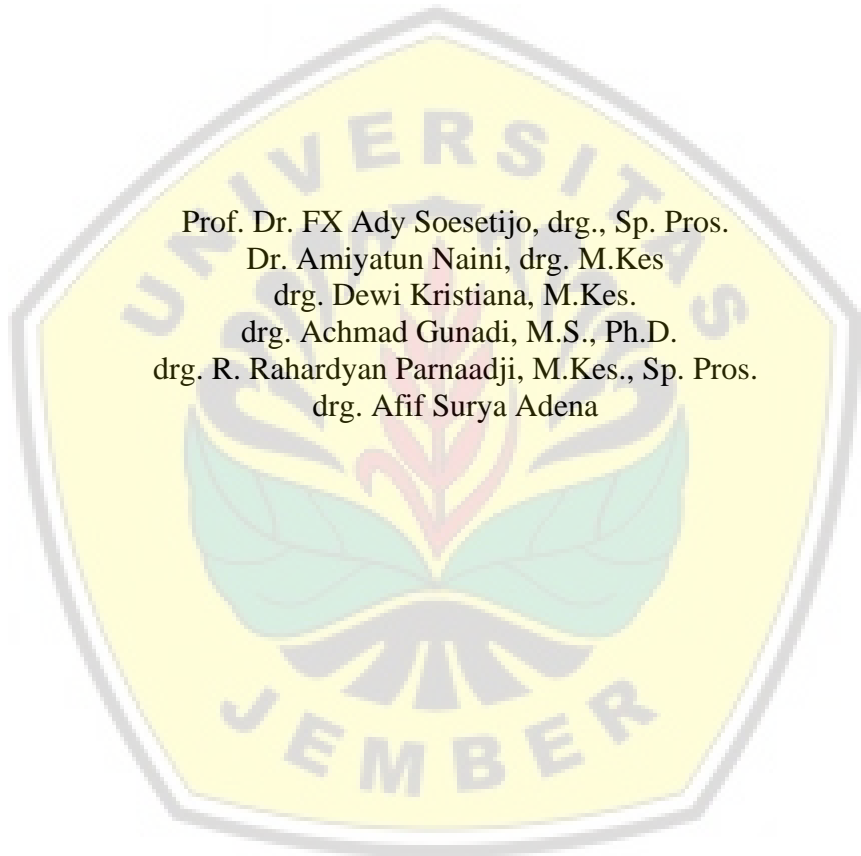 UNIVERSITAS
Prof. Dr. FX Ady Soesetijo, drg., Sp. Pros.
Dr. Amiyatun Naini, drg. M.Kes
drg. Dewi Kristiana, M.Kes.
drg. Achmad Gunadi, M.S., Ph.D.
drg. R. Rahardyan Parnaadji, M.Kes., Sp. Pros.
drg. Afif Surya Adena
JEMBER